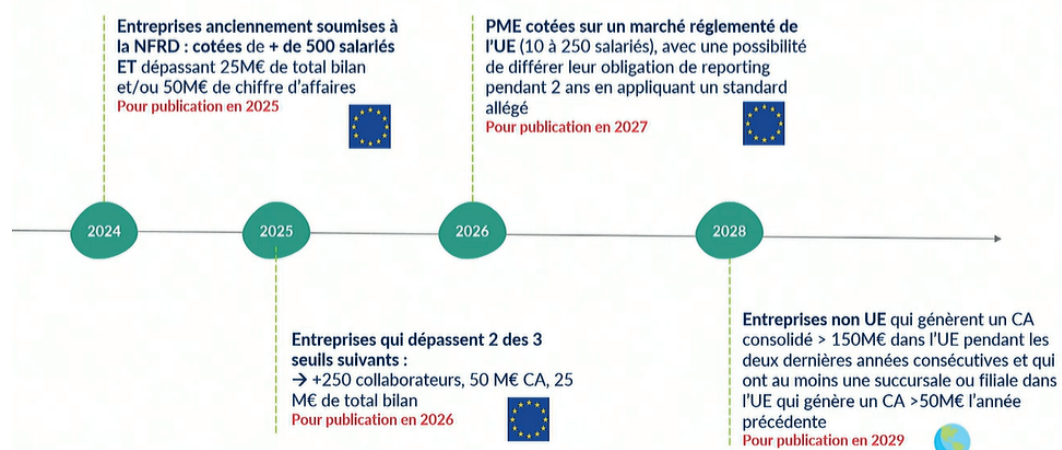 Entreprises anciennement soumises à
la NFRD : cotées de + de 500 salariés
ET dépassant 25M€ de total bilan
et/ou 50M€ de chiffre d’affaires
Pour publication en 2025
PME cotées sur un marché réglementé de
l’UE (10 à 250 salariés), avec une possibilité
de différer leur obligation de reporting
pendant 2 ans en appliquant un standard
allégé
Pour publication en 2027
2024
2025
2026
2028
Entreprises qui dépassent 2 des 3
seuils suivants :
→ +250 collaborateurs, 50 M€ CA, 25
M€ de total bilan
Pour publication en 2026
Entreprises non UE qui génèrent un CA
consolidé > 150M€ dans l’UE pendant les
deux dernières années consécutives et qui
ont au moins une succursale ou filiale dans
l’UE qui génère un CA >50M€ l’année
précédente
Pour publication en 2029